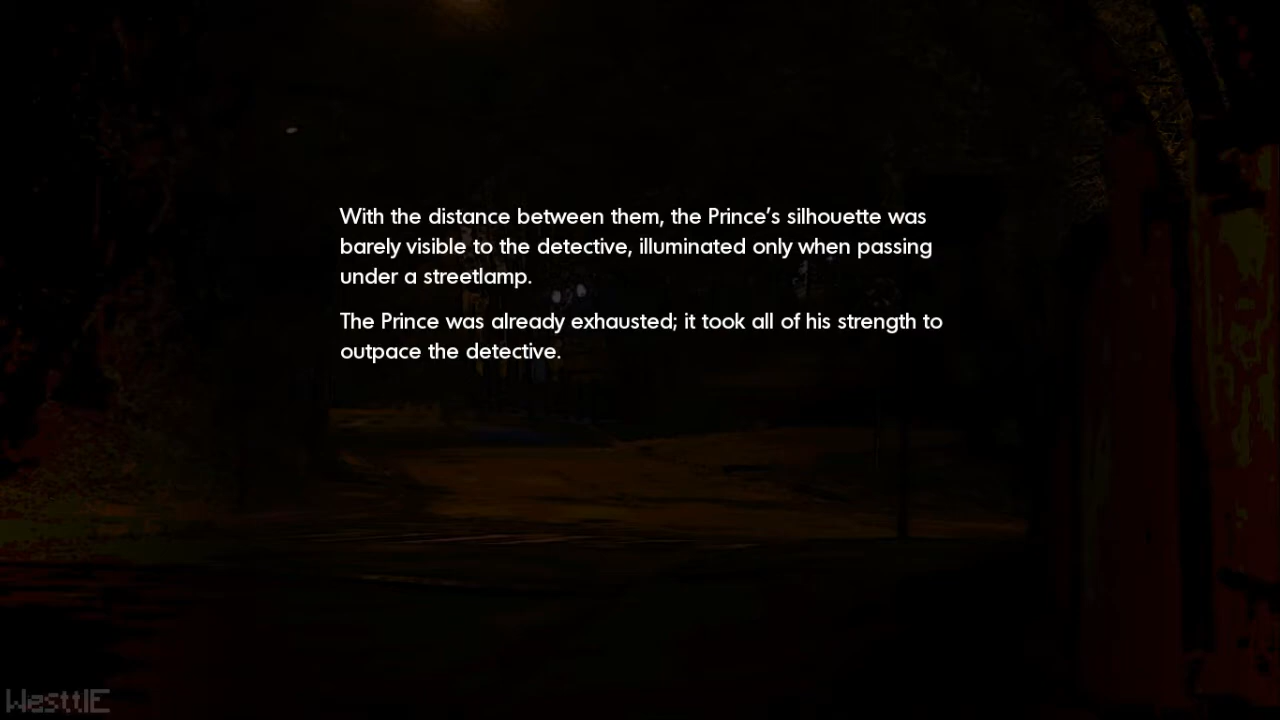 With the distance between them, the Prince’s silhouette was
barely visible to the detective, illuminated only when passing
under a streetlamp.
The Prince was already exhausted; it took all of his strength to
outpace the detective.
WesttIE